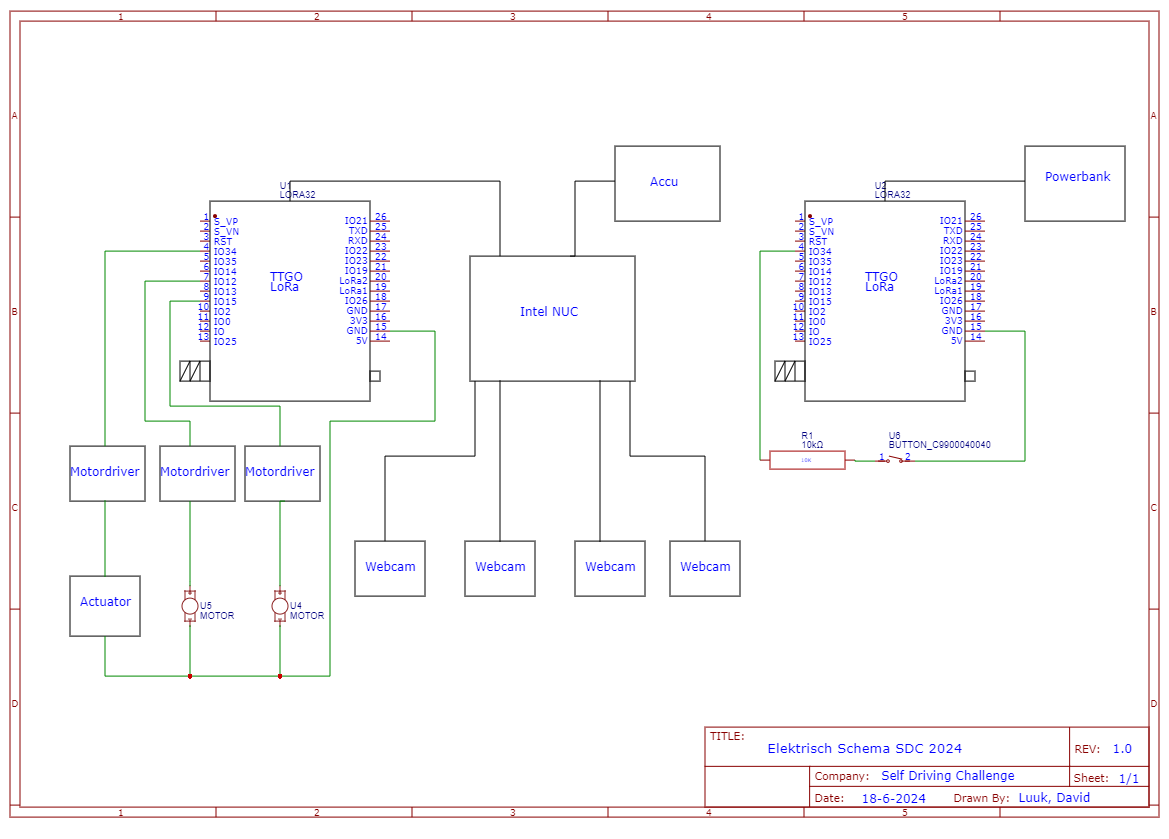 1 2 3 4 5
A A
B B
C C
D D
Accu
Powerbank
U1
LORA32
1 S_VP
2 S_VN
3 RST
4 IO34
5 IO35
6 IO14
7 IO12
8 IO13
9 IO15
10 IO2
11 IO0
12 IO
13 IO25
TTGO
LoRa
IO21 26
TXD 25
RXD 24
IO22 23
IO23 22
IO19 21
LoRa2 20
LoRa1 19
IO26 18
GND 17
3V3 16
GND 15
5V 14
Intel NUC
U2
LORA32
1 S_VP
2 S_VN
3 RST
4 IO34
5 IO35
6 IO14
7 IO12
8 IO13
9 IO15
10 IO2
11 IO0
12 IO
13 IO25
TTGO
LoRa
IO21 26
TXD 25
RXD 24
IO22 23
IO23 22
IO19 21
LoRa2 20
LoRa1 19
IO26 18
GND 17
3V3 16
GND 15
5V 14
R1
10kΩ
10K
U6
BUTTON_C9900040040
1 2
Motordriver Motordriver Motordriver
Webcam Webcam Webcam Webcam
Actuator
U5
MOTOR
U4
MOTOR
TITLE:
Elektrisch Schema SDC 2024
REV: 1.0
Company: Self Driving Challenge
Sheet: 1/1
Date: 18-6-2024 Drawn By: Luuk, David
1 2 3 4 5